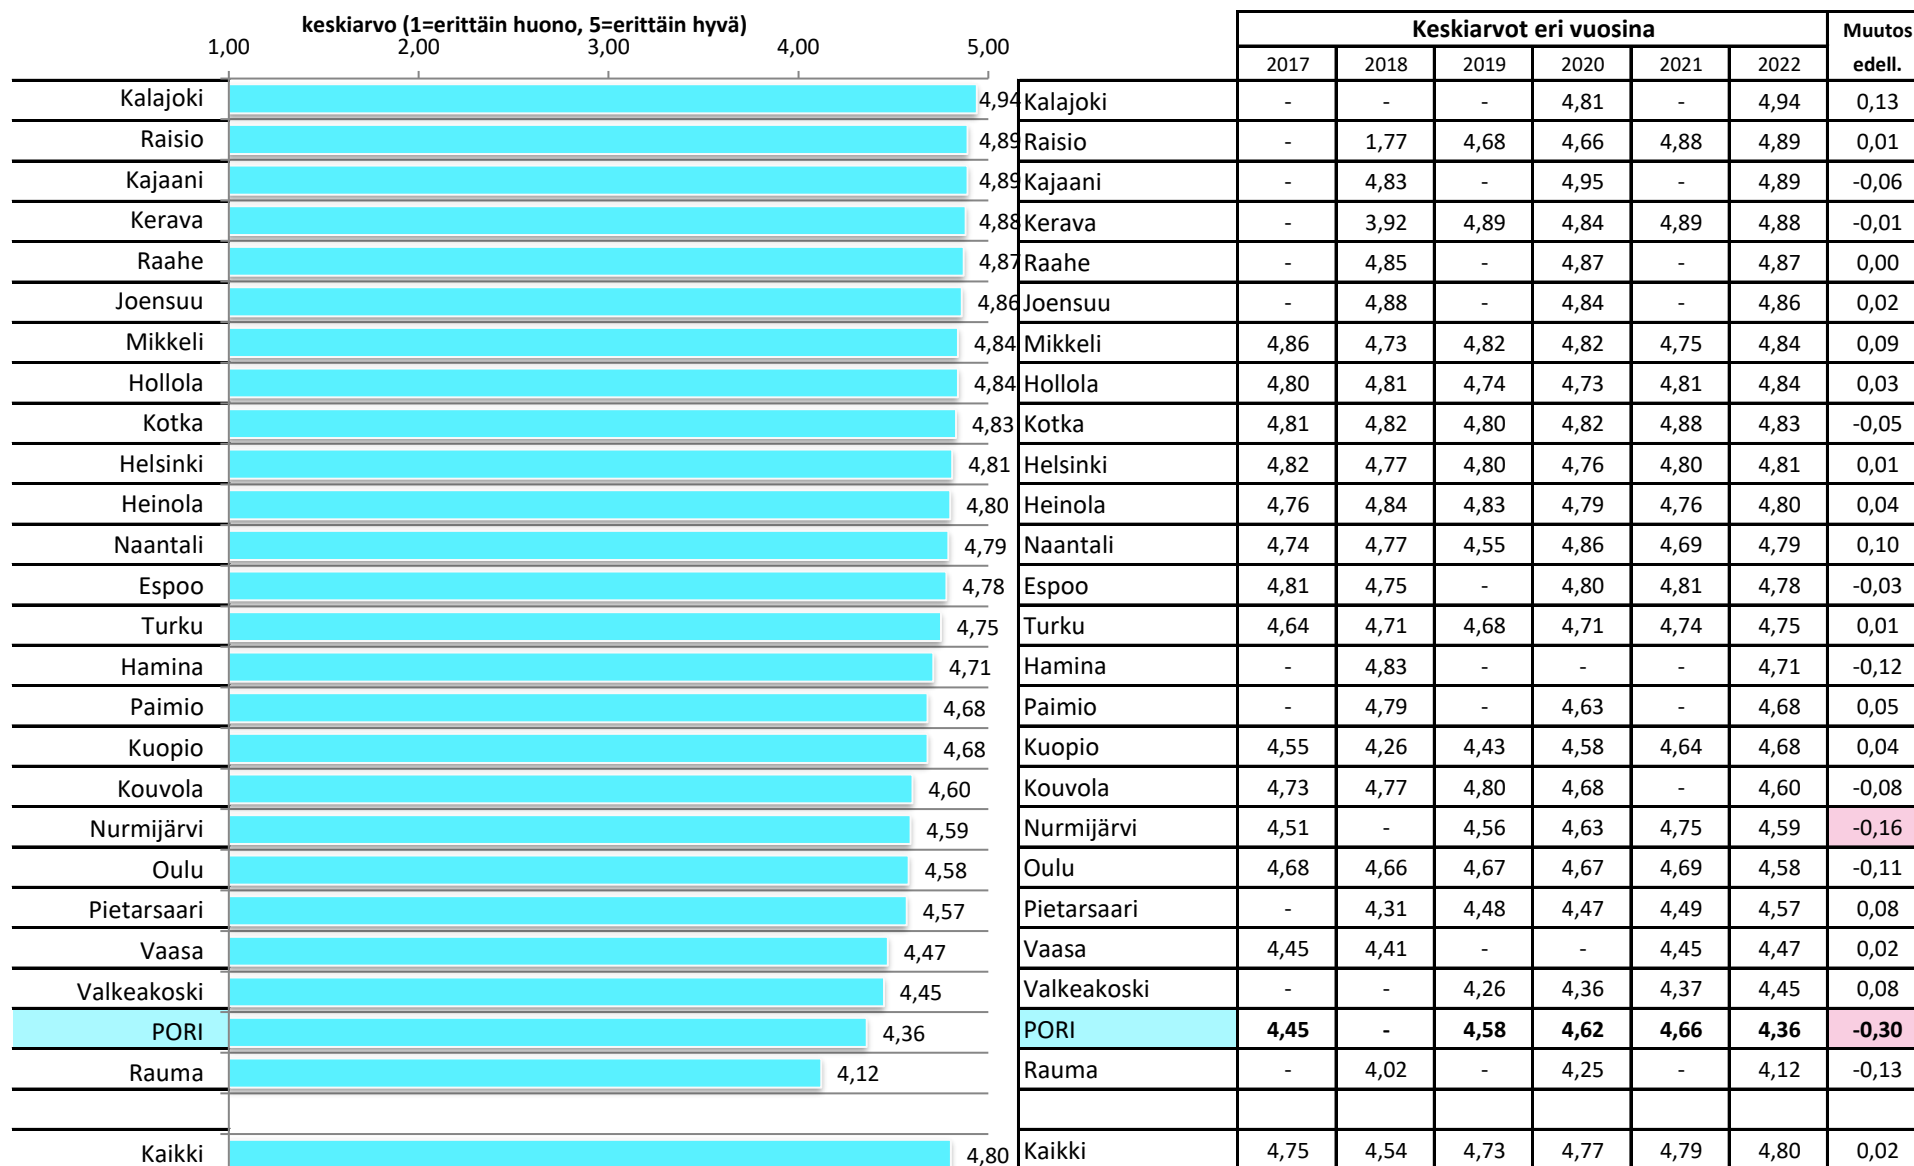 keskiarvo (1=erittäin huono, 5=erittäin hyvä)
1,00 2,00 3,00 4,00 5,00
Kalajoki 4,94
Raisio 4,89
Kajaani 4,89
Kerava 4,88
Raahe 4,87
Joensuu 4,86
Mikkeli 4,84
Hollola 4,84
Kotka 4,83
Helsinki 4,81
Heinola 4,80
Naantali 4,79
Espoo 4,78
Turku 4,75
Hamina 4,71
Paimio 4,68
Kuopio 4,68
Kouvola 4,60
Nurmijärvi 4,59
Oulu 4,58
Pietarsaari 4,57
Vaasa 4,47
Valkeakoski 4,45
PORI 4,36
Rauma 4,12
Kaikki 4,80
Keskiarvot eri vuosina Muutos
2017 2018 2019 2020 2021 2022 edell.
Kalajoki - - - 4,81 - 4,94 0,13
Raisio - 1,77 4,68 4,66 4,88 4,89 0,01
Kajaani - 4,83 - 4,95 - 4,89 -0,06
Kerava - 3,92 4,89 4,84 4,89 4,88 -0,01
Raahe - 4,85 - 4,87 - 4,87 0,00
Joensuu - 4,88 - 4,84 - 4,86 0,02
Mikkeli 4,86 4,73 4,82 4,82 4,75 4,84 0,09
Hollola 4,80 4,81 4,74 4,73 4,81 4,84 0,03
Kotka 4,81 4,82 4,80 4,82 4,88 4,83 -0,05
Helsinki 4,82 4,77 4,80 4,76 4,80 4,81 0,01
Heinola 4,76 4,84 4,83 4,79 4,76 4,80 0,04
Naantali 4,74 4,77 4,55 4,86 4,69 4,79 0,10
Espoo 4,81 4,75 - 4,80 4,81 4,78 -0,03
Turku 4,64 4,71 4,68 4,71 4,74 4,75 0,01
Hamina - 4,83 - - - 4,71 -0,12
Paimio - 4,79 - 4,63 - 4,68 0,05
Kuopio 4,55 4,26 4,43 4,58 4,64 4,68 0,04
Kouvola 4,73 4,77 4,80 4,68 - 4,60 -0,08
Nurmijärvi 4,51 - 4,56 4,63 4,75 4,59 -0,16
Oulu 4,68 4,66 4,67 4,67 4,69 4,58 -0,11
Pietarsaari - 4,31 4,48 4,47 4,49 4,57 0,08
Vaasa 4,45 4,41 - - 4,45 4,47 0,02
Valkeakoski - - 4,26 4,36 4,37 4,45 0,08
PORI 4,45 - 4,58 4,62 4,66 4,36 -0,30
Rauma - 4,02 - 4,25 - 4,12 -0,13
Kaikki 4,75 4,54 4,73 4,77 4,79 4,80 0,02